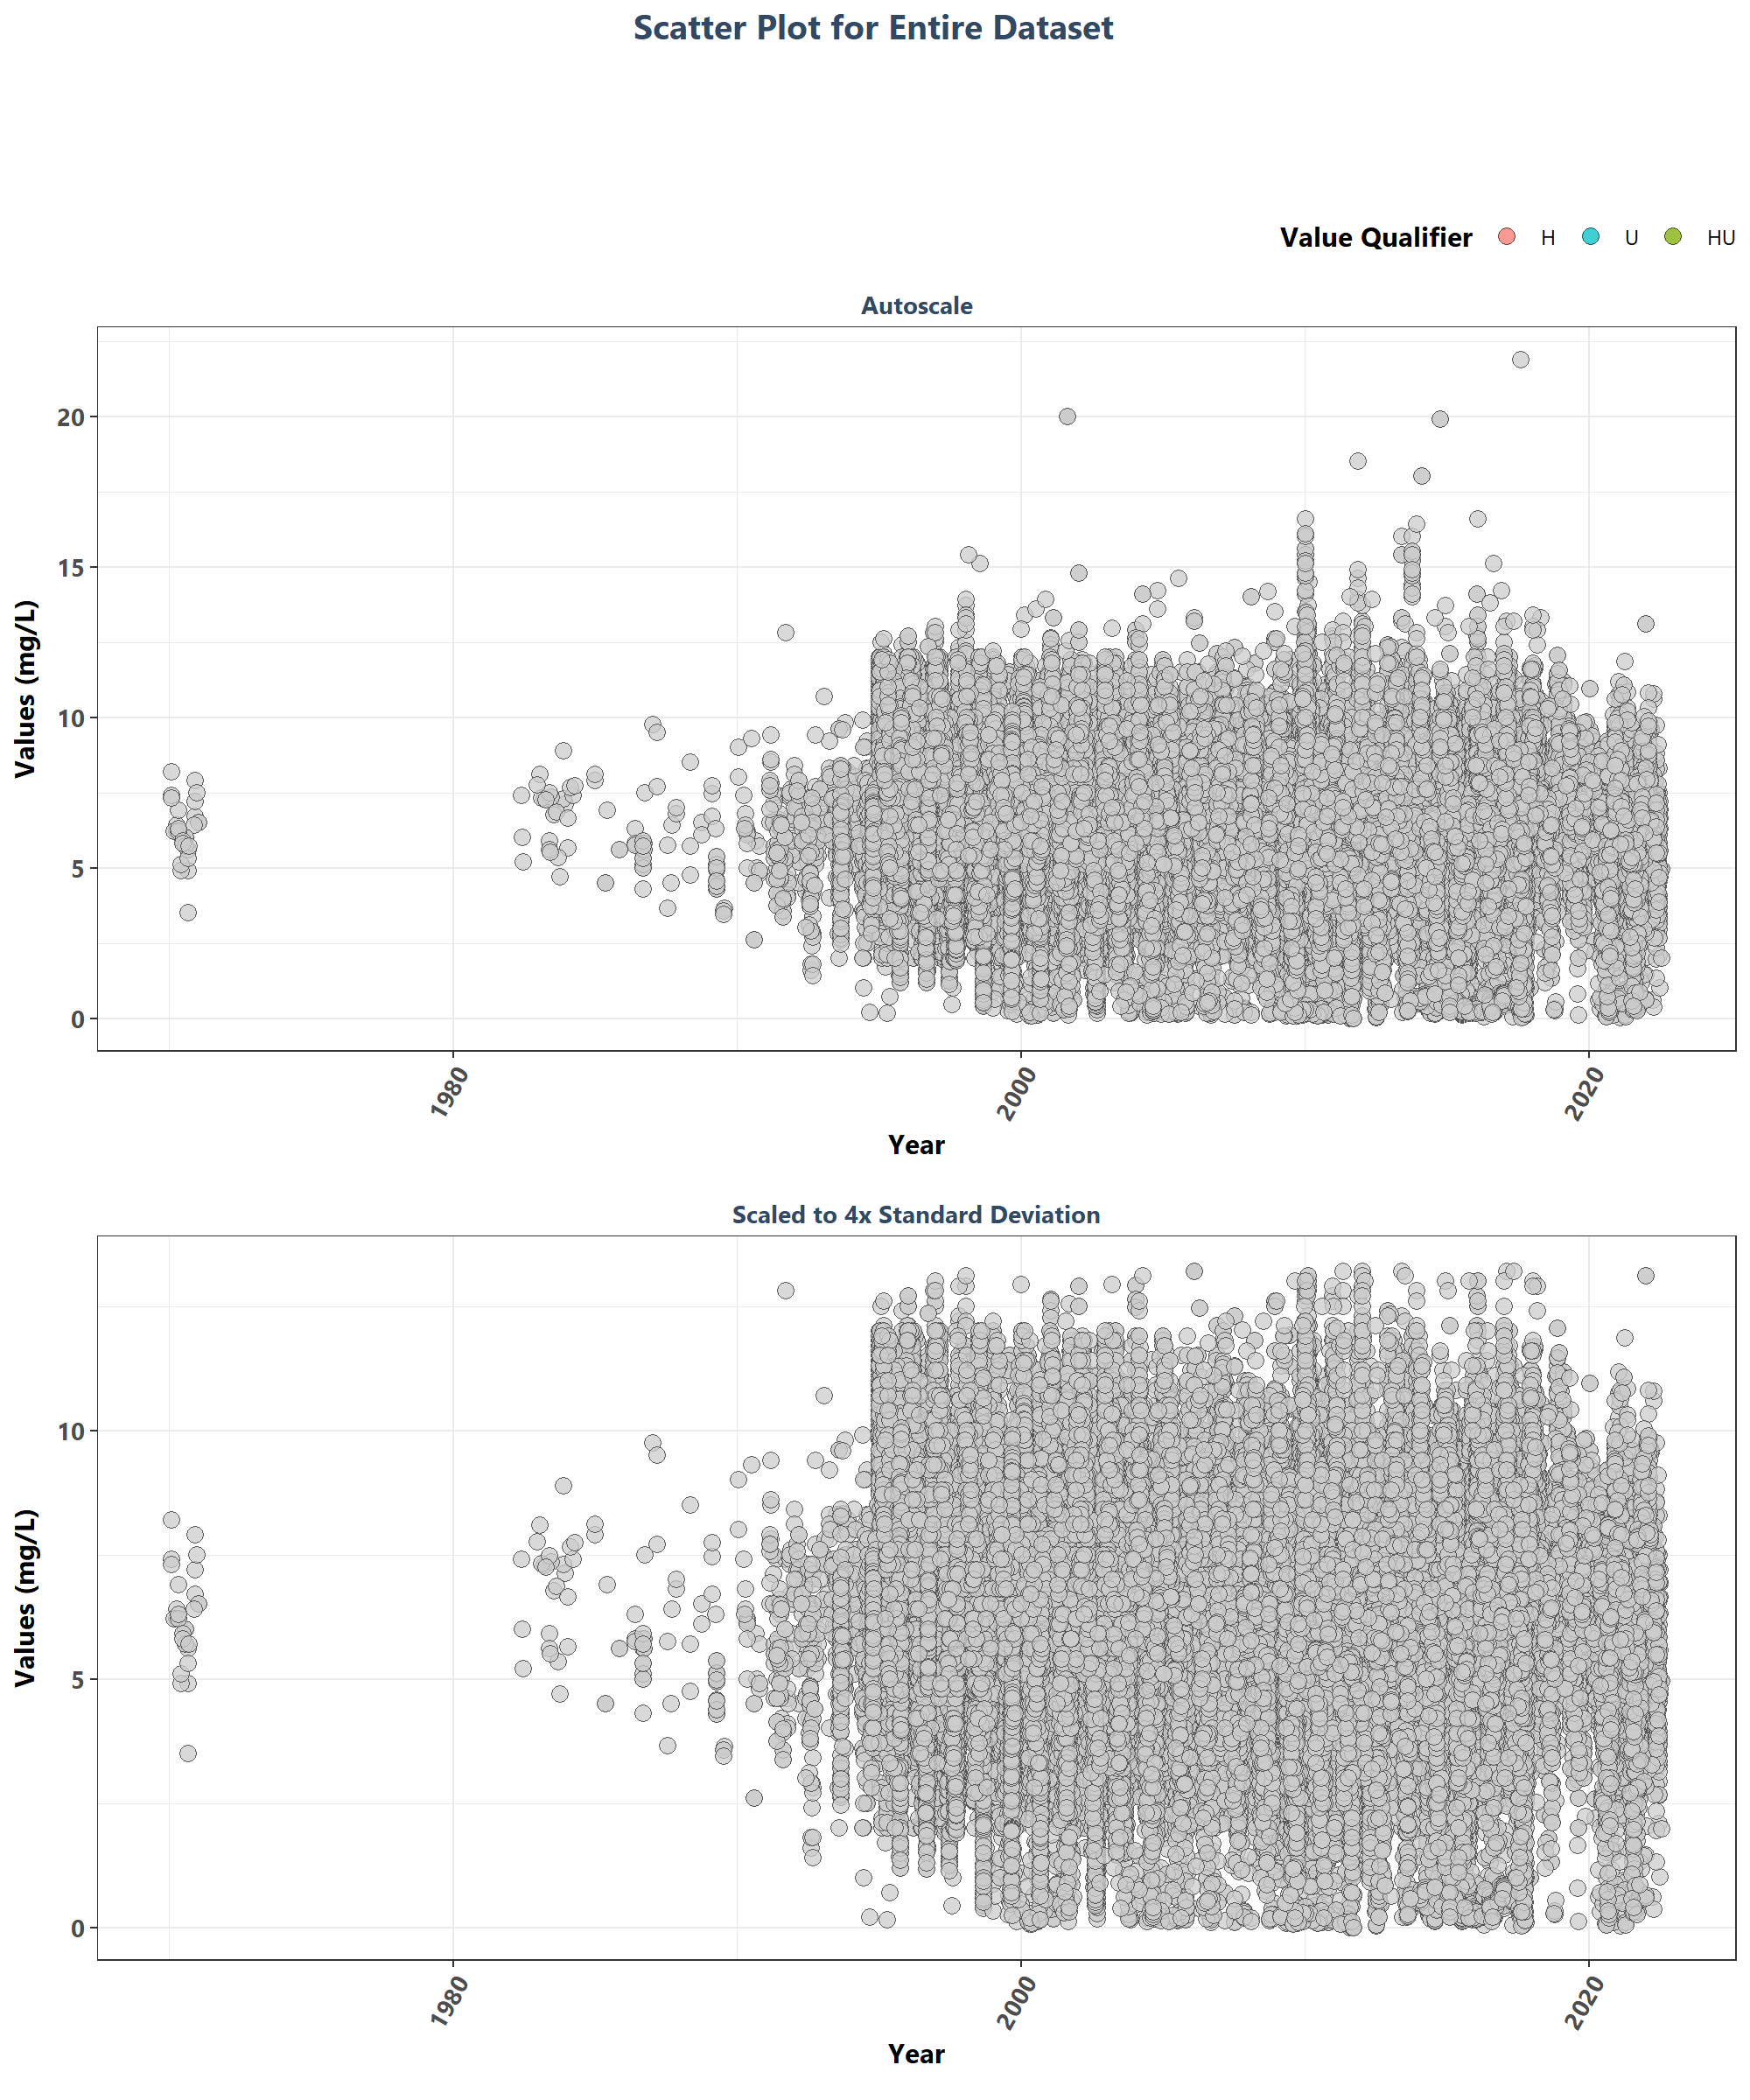 Scatter Plot for Entire Dataset
Value Qualifier H U HU
Autoscale
20
15
10
5
0
Values (mg/L)
1980 2000 2020
Year
Scaled to 4x Standard Deviation
10
5
0
Values (mg/L)
1980 2000 2020
Year